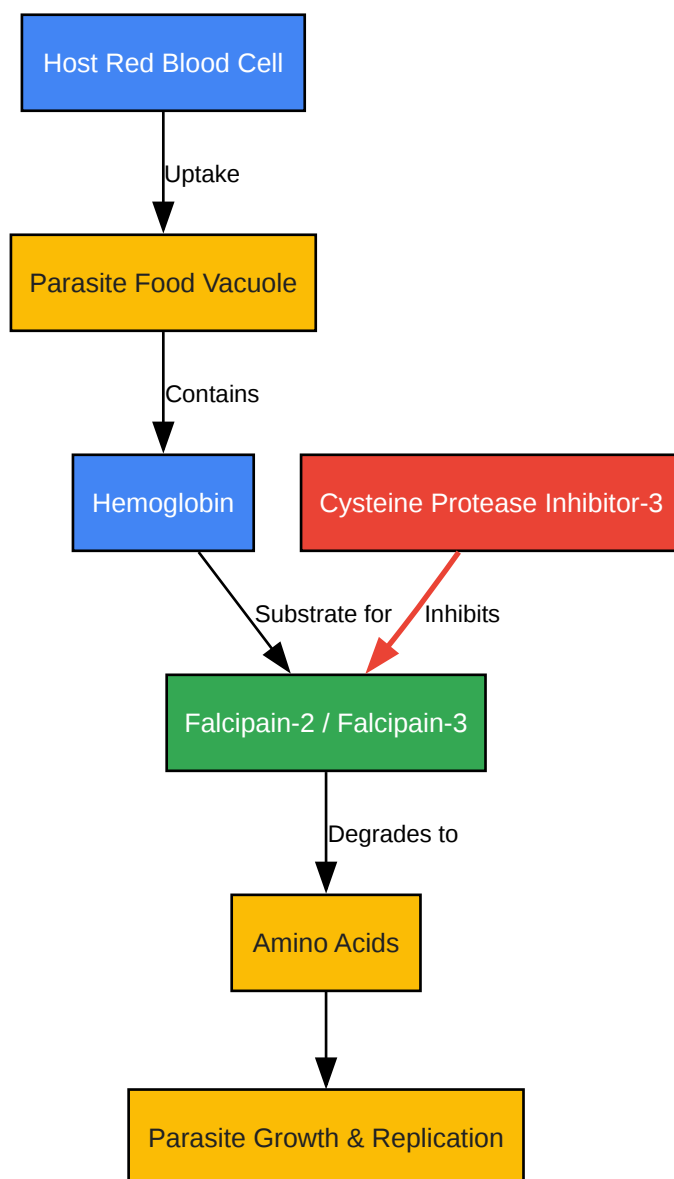 Host Red Blood Cell
Uptake
Parasite Food Vacuole
Contains
Hemoglobin
Cysteine Protease Inhibitor-3
Substrate for
Inhibits
Falcipain-2 / Falcipain-3
Degrades to
Amino Acids
Parasite Growth & Replication